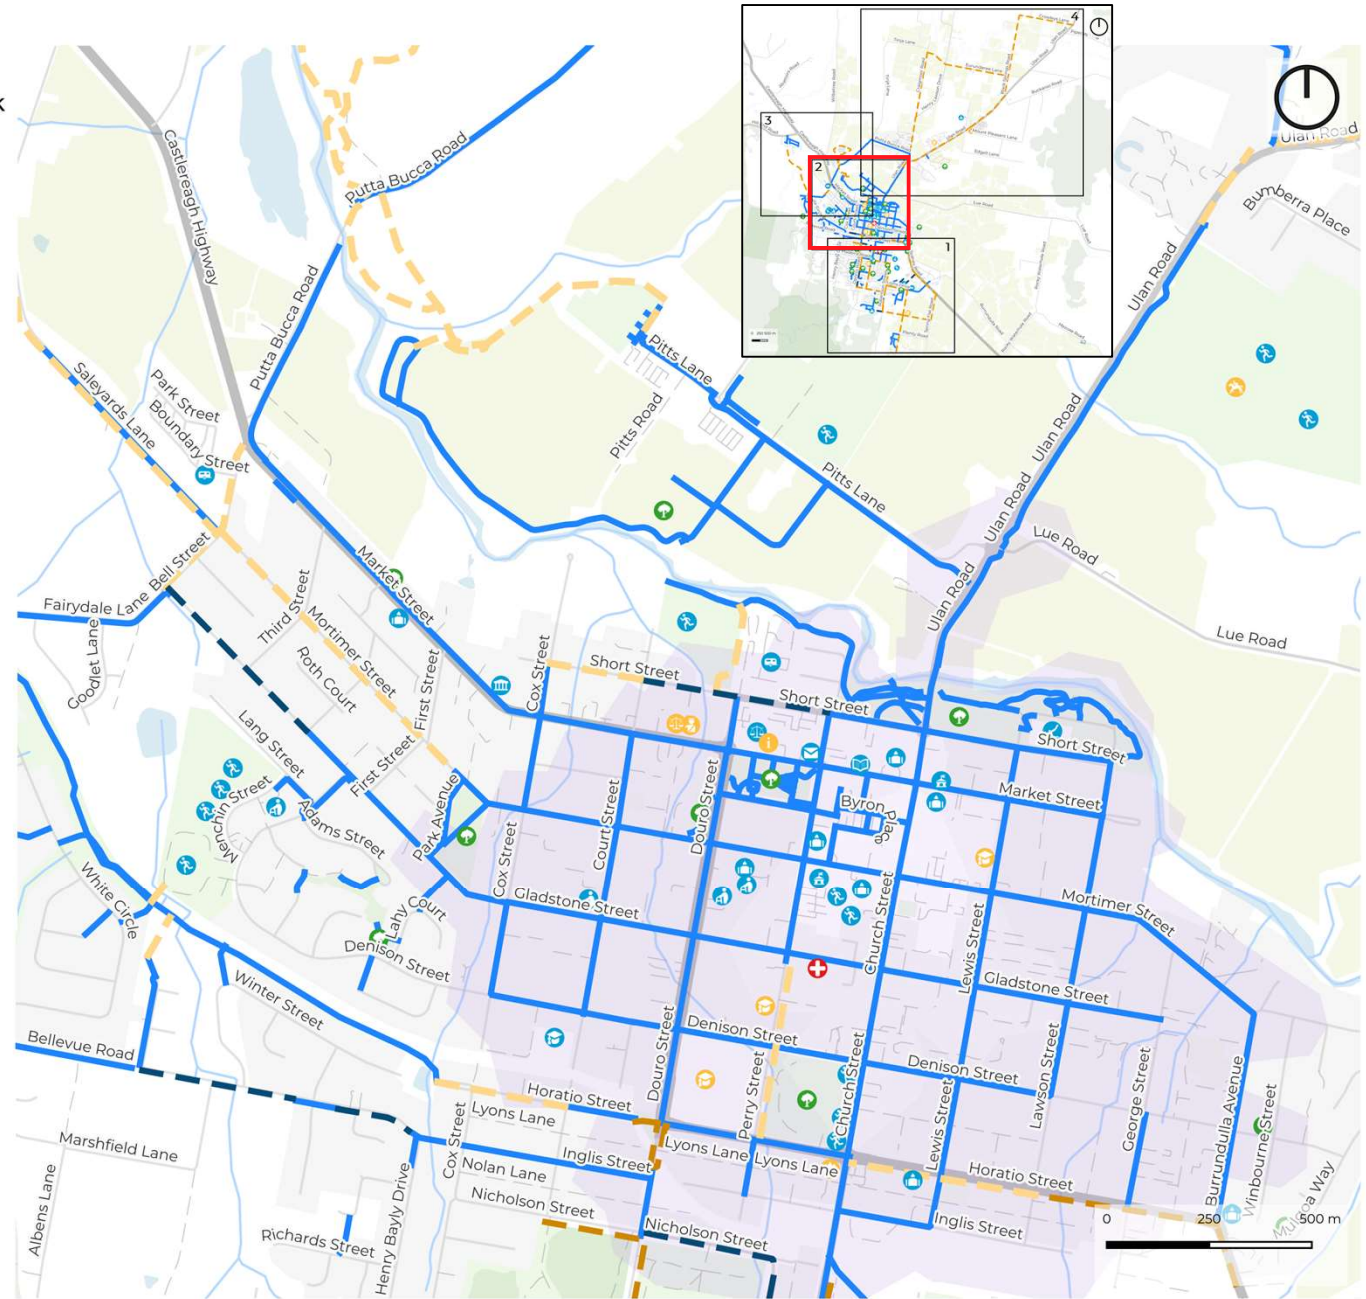 4
3
2
1
k
Ulan Road
Bumberra Place
Castlereagh Highway
Putta Bucca Road
Putta Bucca Road
Ulan Road
Saleyards Lane
Park Street
Boundary Street
Pitts Lane
Pitts Road
Ulan Road
Pitts Lane
Ulan Road
Lue Road
Market Street
Bell Street
Fairydale Lane
Third Street
Mortimer Street
Ulan Road
Lue Road
Goodlet Lane
Roth Court
First Street
Cox Street
Short Street
Short Street
Short Street
Lang Street
First Street
Market Street
Menchin Street
Adams Street
Park Avenue
Court Street
Douro Street
Byron
Place
Cox Street
White Circle
Lahy Court
Gladstone Street
Mortimer Street
Denison Street
Church Street
Lewis Street
Gladstone Street
Winter Street
Denison Street
Bellevue Road
Douro Street
Denison Street
Horatio Street
Perry Street
Church Street
Lawson Street
George Street
Lyons Lane
Cox Street
Lewis Street
Burrundulla Avenue
Winbourne Street
Marshfield Lane
Inglis Street
Lyons Lane
Lyons Lane
Nolan Lane
Horatio Street
Mulgoa Way
Albens Lane
Henry Bayly Drive
Nicholson Street
Nicholson Street
Inglis Street
Richards Street
0 250 500 m